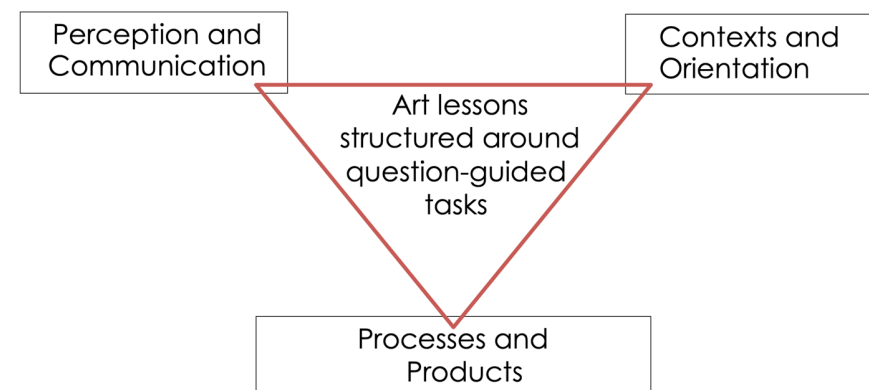 Perception and
Communication
Contexts and
Orientation
Art lessons
structured around
question-guided
tasks
Processes and
Products